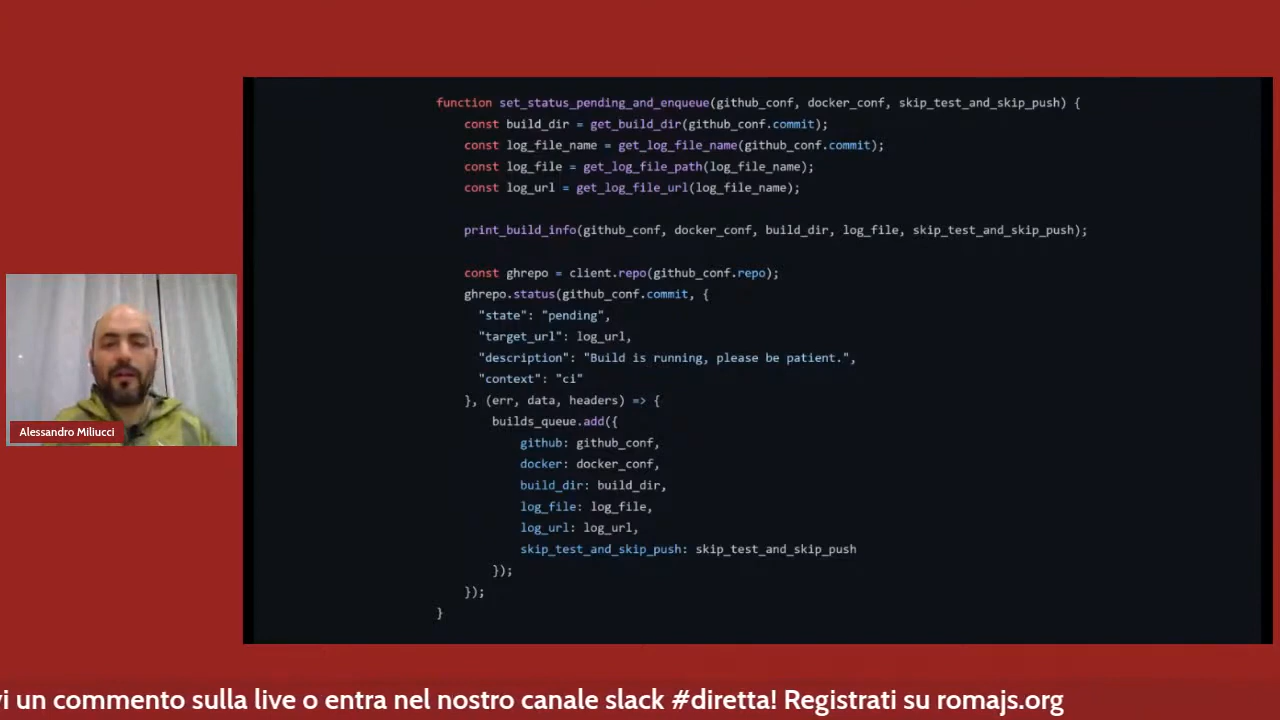 function set_status_pending_and_enqueue(github_conf, docker_conf, skip_test_and_skip_push) {
const build_dir = get_build_dir(github_conf.commit);
const log_file_name = get_log_file_name(github_conf.commit);
const log_file = get_log_file_path(log_file_name);
const log_url = get_log_file_url(log_file_name);
print_build_info(github_conf, docker_conf, build_dir, log_file, skip_test_and_skip_push);
const ghrepo = client.repo(github_conf.repo);
ghrepo.status(github_conf.commit, {
"state": "pending",
"target_url": log_url,
"description": "Build is running, please be patient.",
"context": "ci"
}, (err, data, headers) => {
builds_queue.add({
github: github_conf,
docker: docker_conf,
build_dir: build_dir,
log_file: log_file,
log_url: log_url,
skip_test_and_skip_push: skip_test_and_skip_push
});
});
}
Alessandro Miliucci
vi un commento sulla live o entra nel nostro canale slack #diretta! Registrati su romajs.org